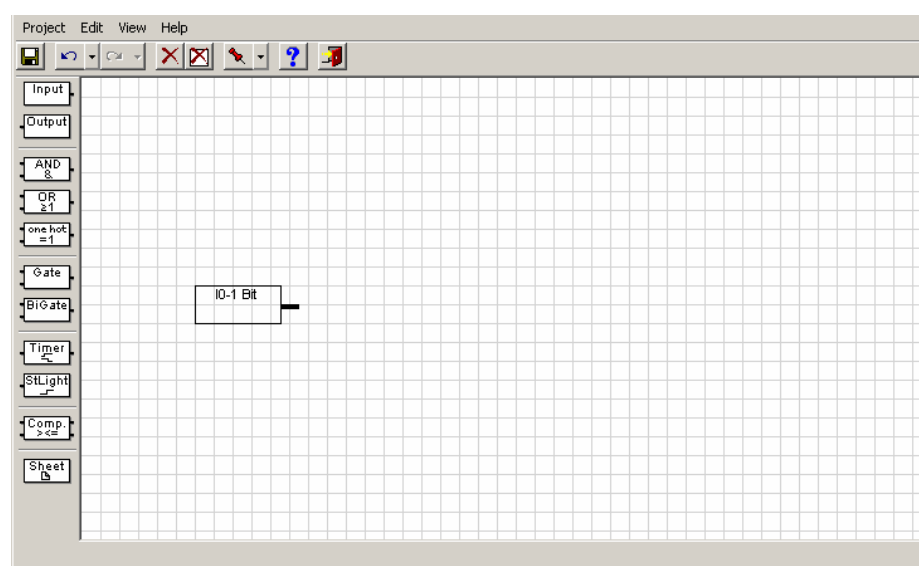 Project Edit View Help
?
Input
Output
AND
&
OR
≥1
one hot
=1
Gate
BiGate
I0-1 Bit
Timer
StLight
Comp.
><=
Sheet